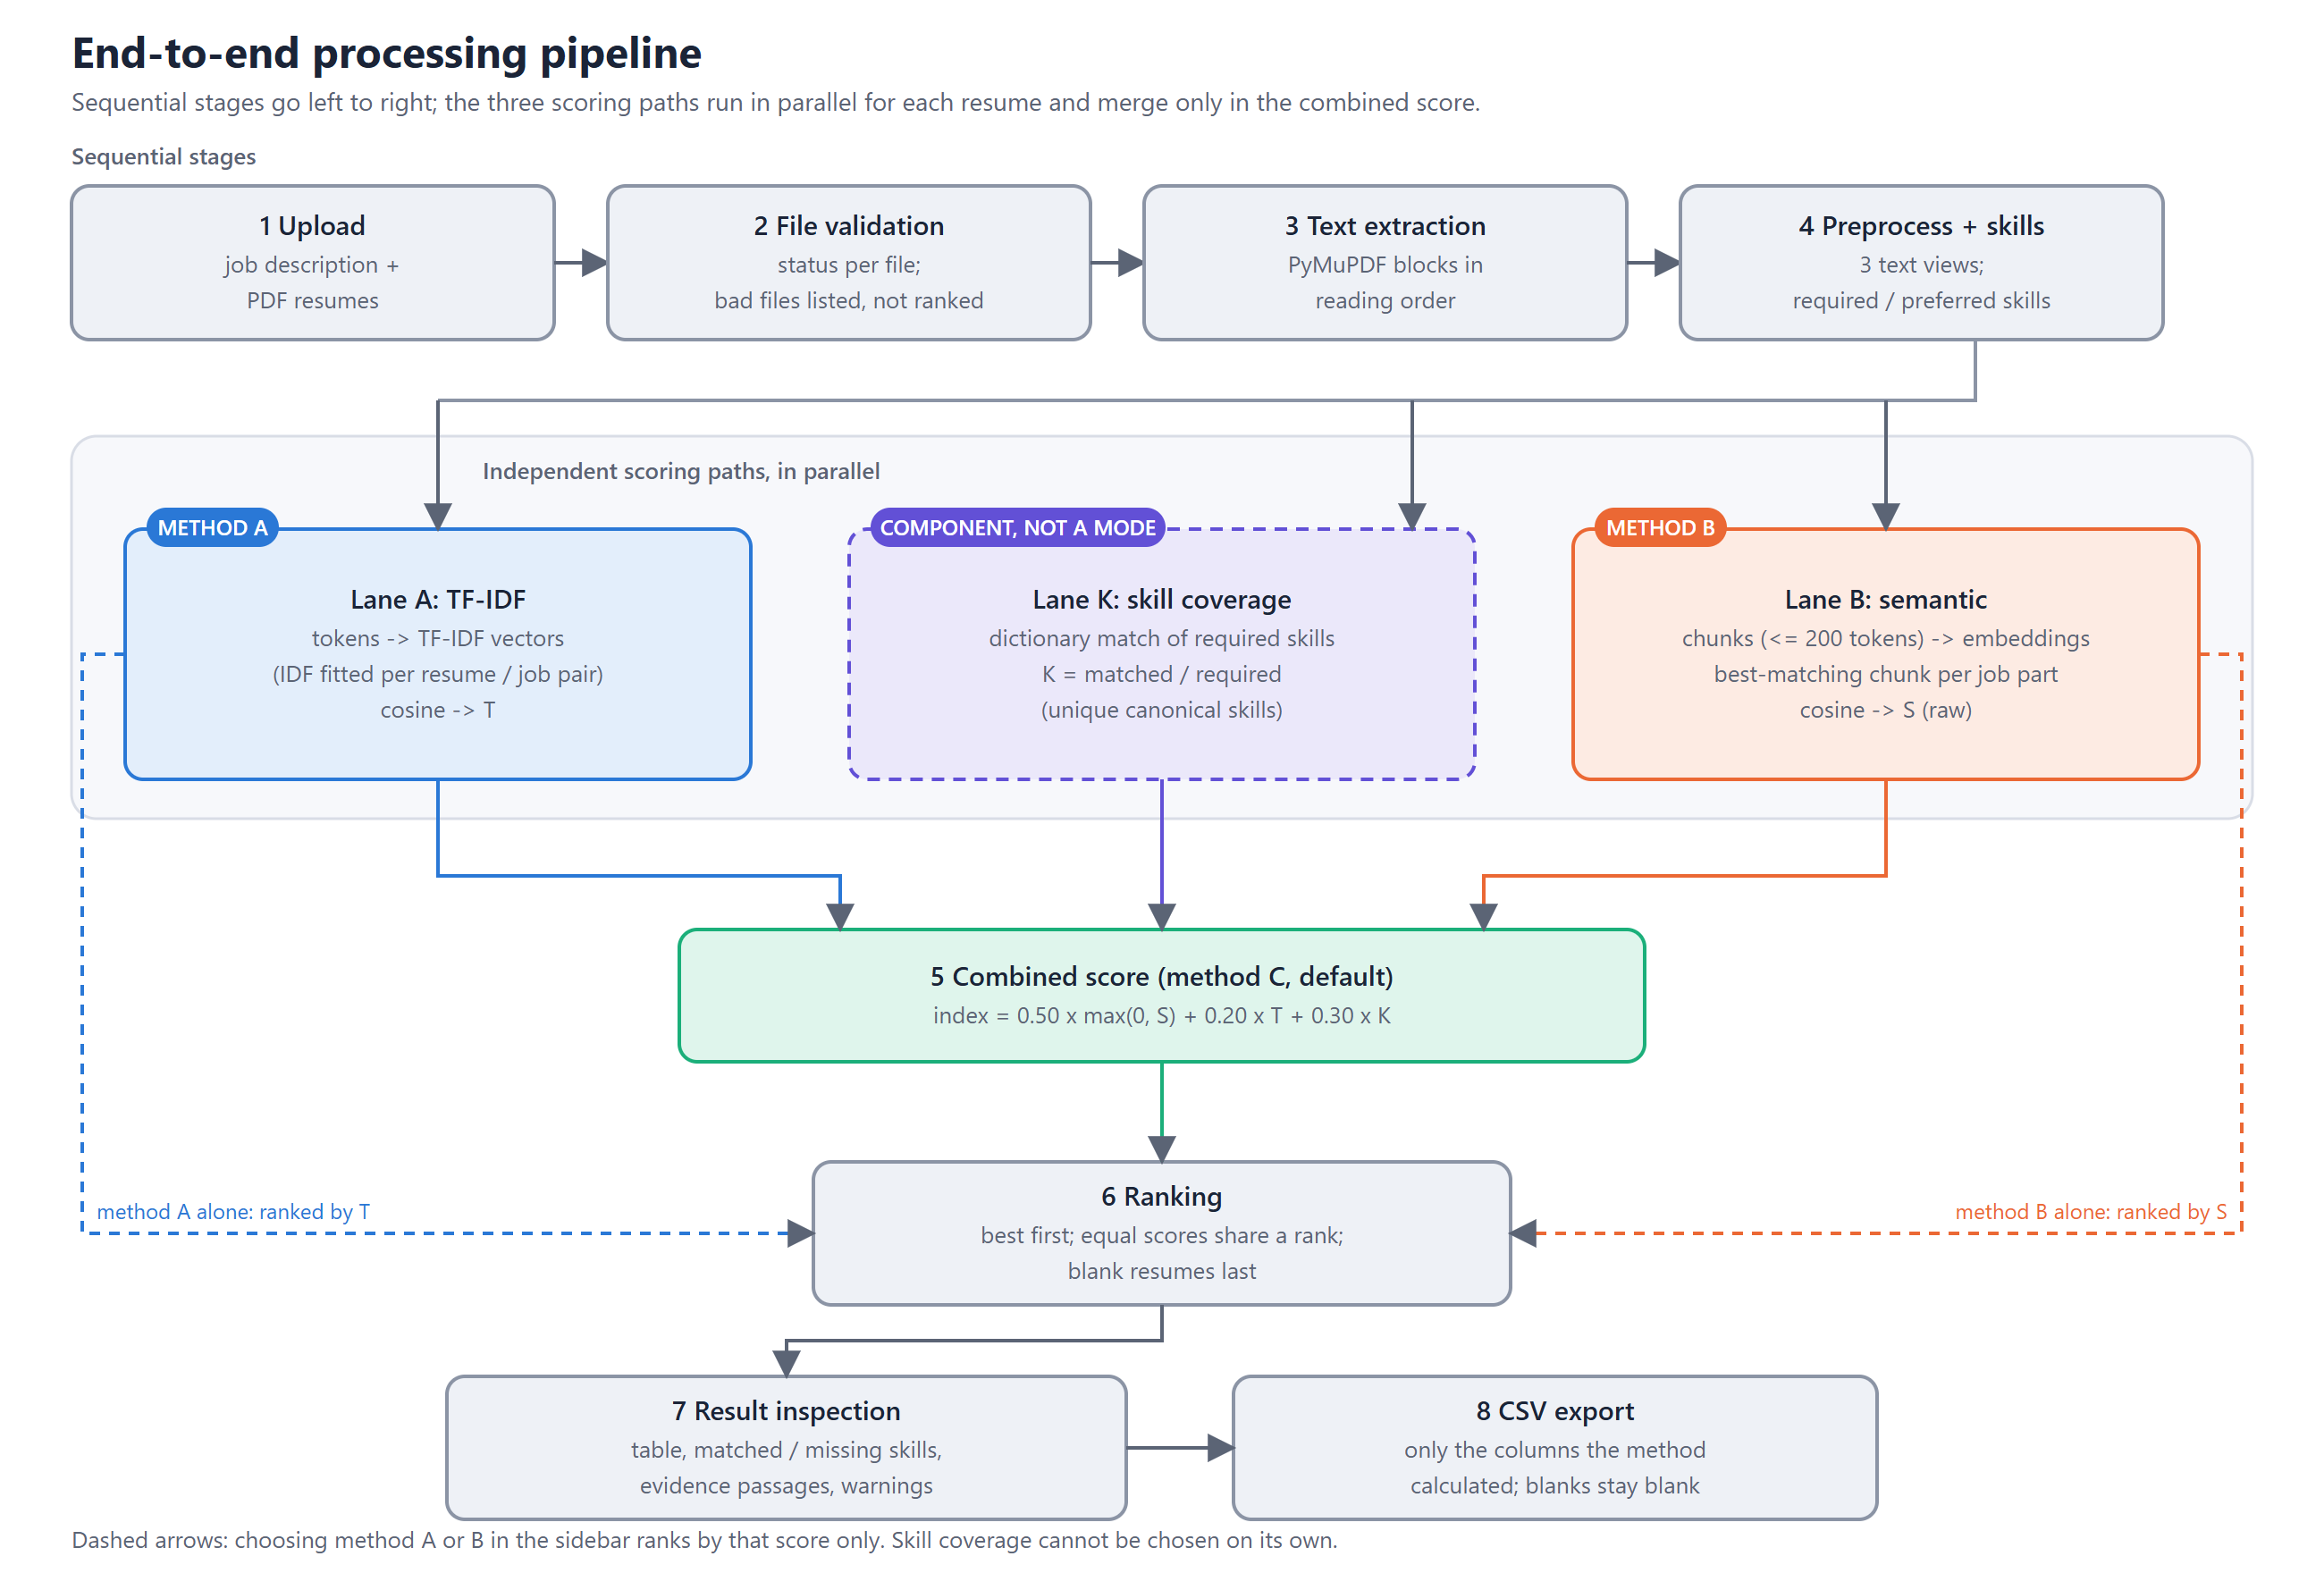 End-to-end processing pipeline
Sequential stages go left to right; the three scoring paths run in parallel for each resume and merge only in the combined score.
Sequential stages
1 Upload
job description +
PDF resumes
2 File validation
status per file;
bad files listed, not ranked
3 Text extraction
PyMuPDF blocks in
reading order
4 Preprocess + skills
3 text views;
required / preferred skills
Independent scoring paths, in parallel
METHOD A
Lane A: TF-IDF
tokens -> TF-IDF vectors
(IDF fitted per resume / job pair)
cosine -> T
COMPONENT, NOT A MODE
Lane K: skill coverage
dictionary match of required skills
K = matched / required
(unique canonical skills)
METHOD B
Lane B: semantic
chunks (<= 200 tokens) -> embeddings
best-matching chunk per job part
cosine -> S (raw)
5 Combined score (method C, default)
index = 0.50 x max(0, S) + 0.20 x T + 0.30 x K
method A alone: ranked by T
6 Ranking
best first; equal scores share a rank;
blank resumes last
method B alone: ranked by S
7 Result inspection
table, matched / missing skills,
evidence passages, warnings
8 CSV export
only the columns the method
calculated; blanks stay blank
Dashed arrows: choosing method A or B in the sidebar ranks by that score only. Skill coverage cannot be chosen on its own.